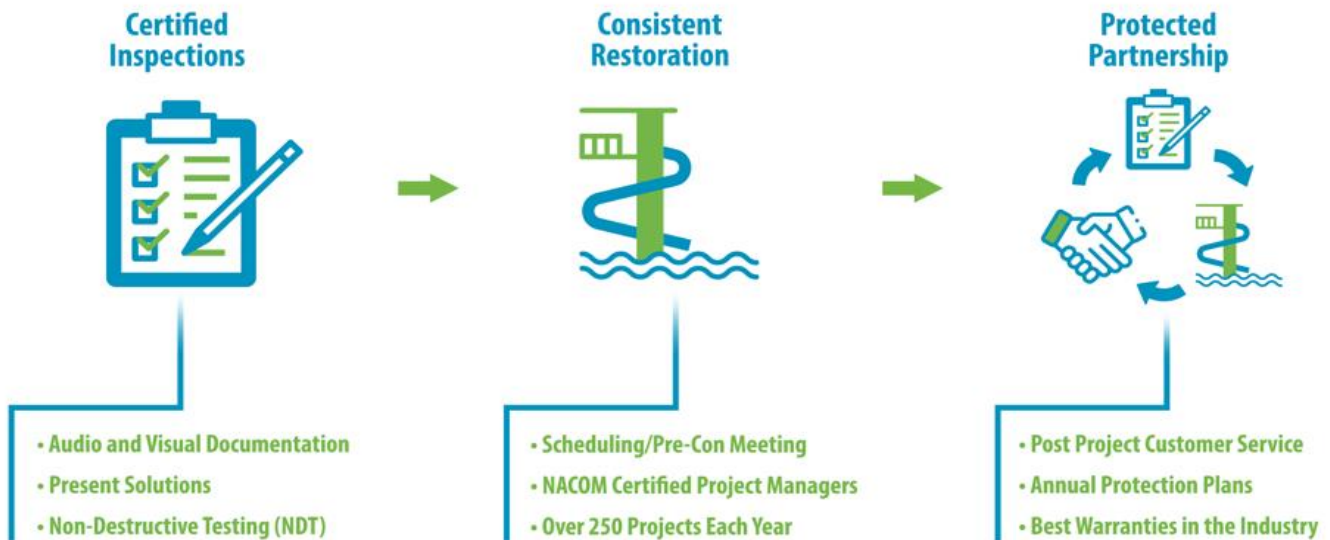 Certified
Inspections
Consistent
Restoration
Protected
Partnership
• Audio and Visual Documentation
• Present Solutions
• Non-Destructive Testing (NDT)
• Scheduling/Pre-Con Meeting
• NACOM Certified Project Managers
• Over 250 Projects Each Year
• Post Project Customer Service
• Annual Protection Plans
• Best Warranties in the Industry